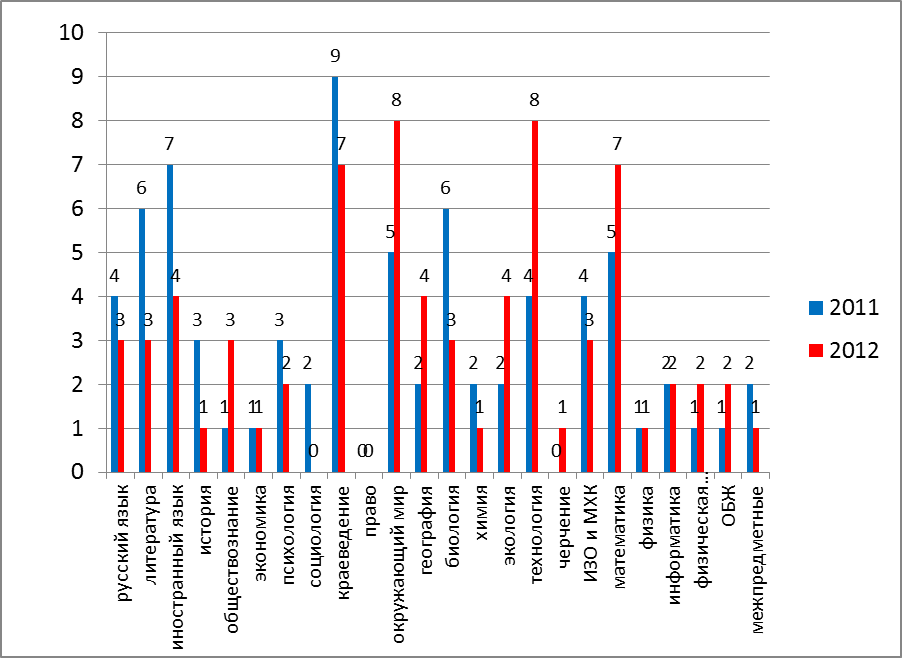 10
9
8
7
6
5
4
3
2
1
0
4 3
6 3
7 4
3 1
1 3
1 1
3 2
2 0
9 7
0 0
5 8
2 4
6 3
2 1
2 4
4 8
0 1
4 3
5 7
1 1
2 2
1 2
1 2
2 1
русский язык
литература
иностранный язык
история
обществознание
экономика
психология
социология
краеведение
право
окружающий мир
география
биология
химия
экология
технология
черчение
ИЗО и МХК
математика
физика
информатика
физическая...
ОБЖ
межпредметные
2011
2012